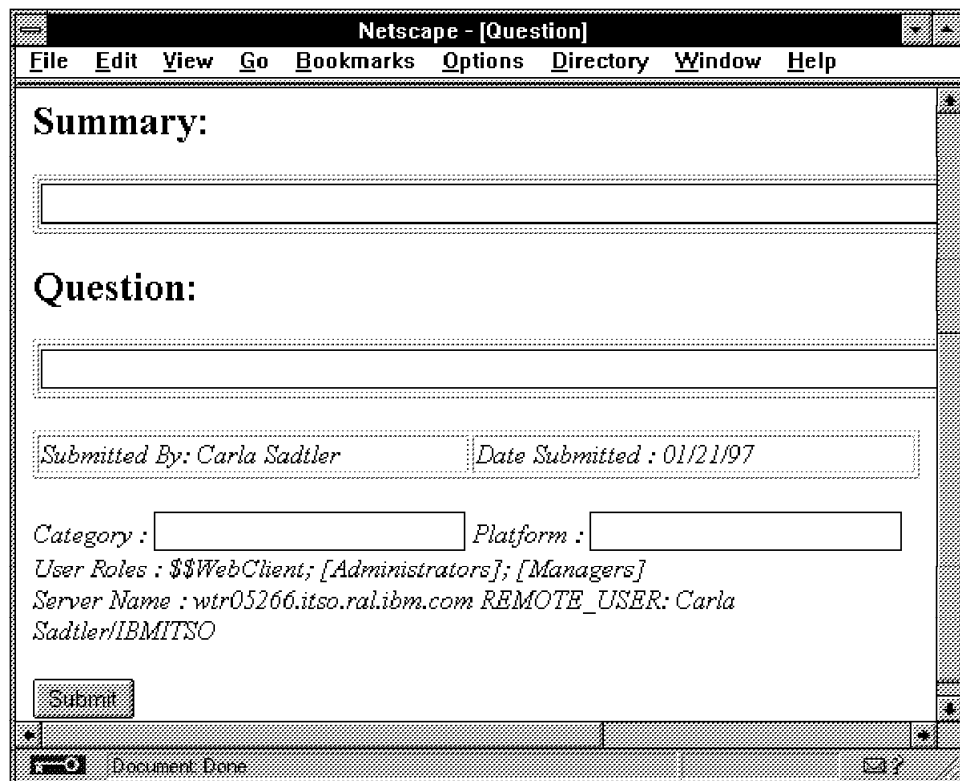 Netscape - [Question]
File Edit View Go Bookmarks Options Directory Window Help
Summary:
Question:
Submitted By: Carla Sadtler Date Submitted : 01/21/97
Category : Platform :
User Roles : $$WebClient; [Administrators]; [Managers]
Server Name : wtr05266.itso.ral.ibm.com REMOTE_USER: Carla
Sadtler/IBMITSO
Submit
Document: Done
?